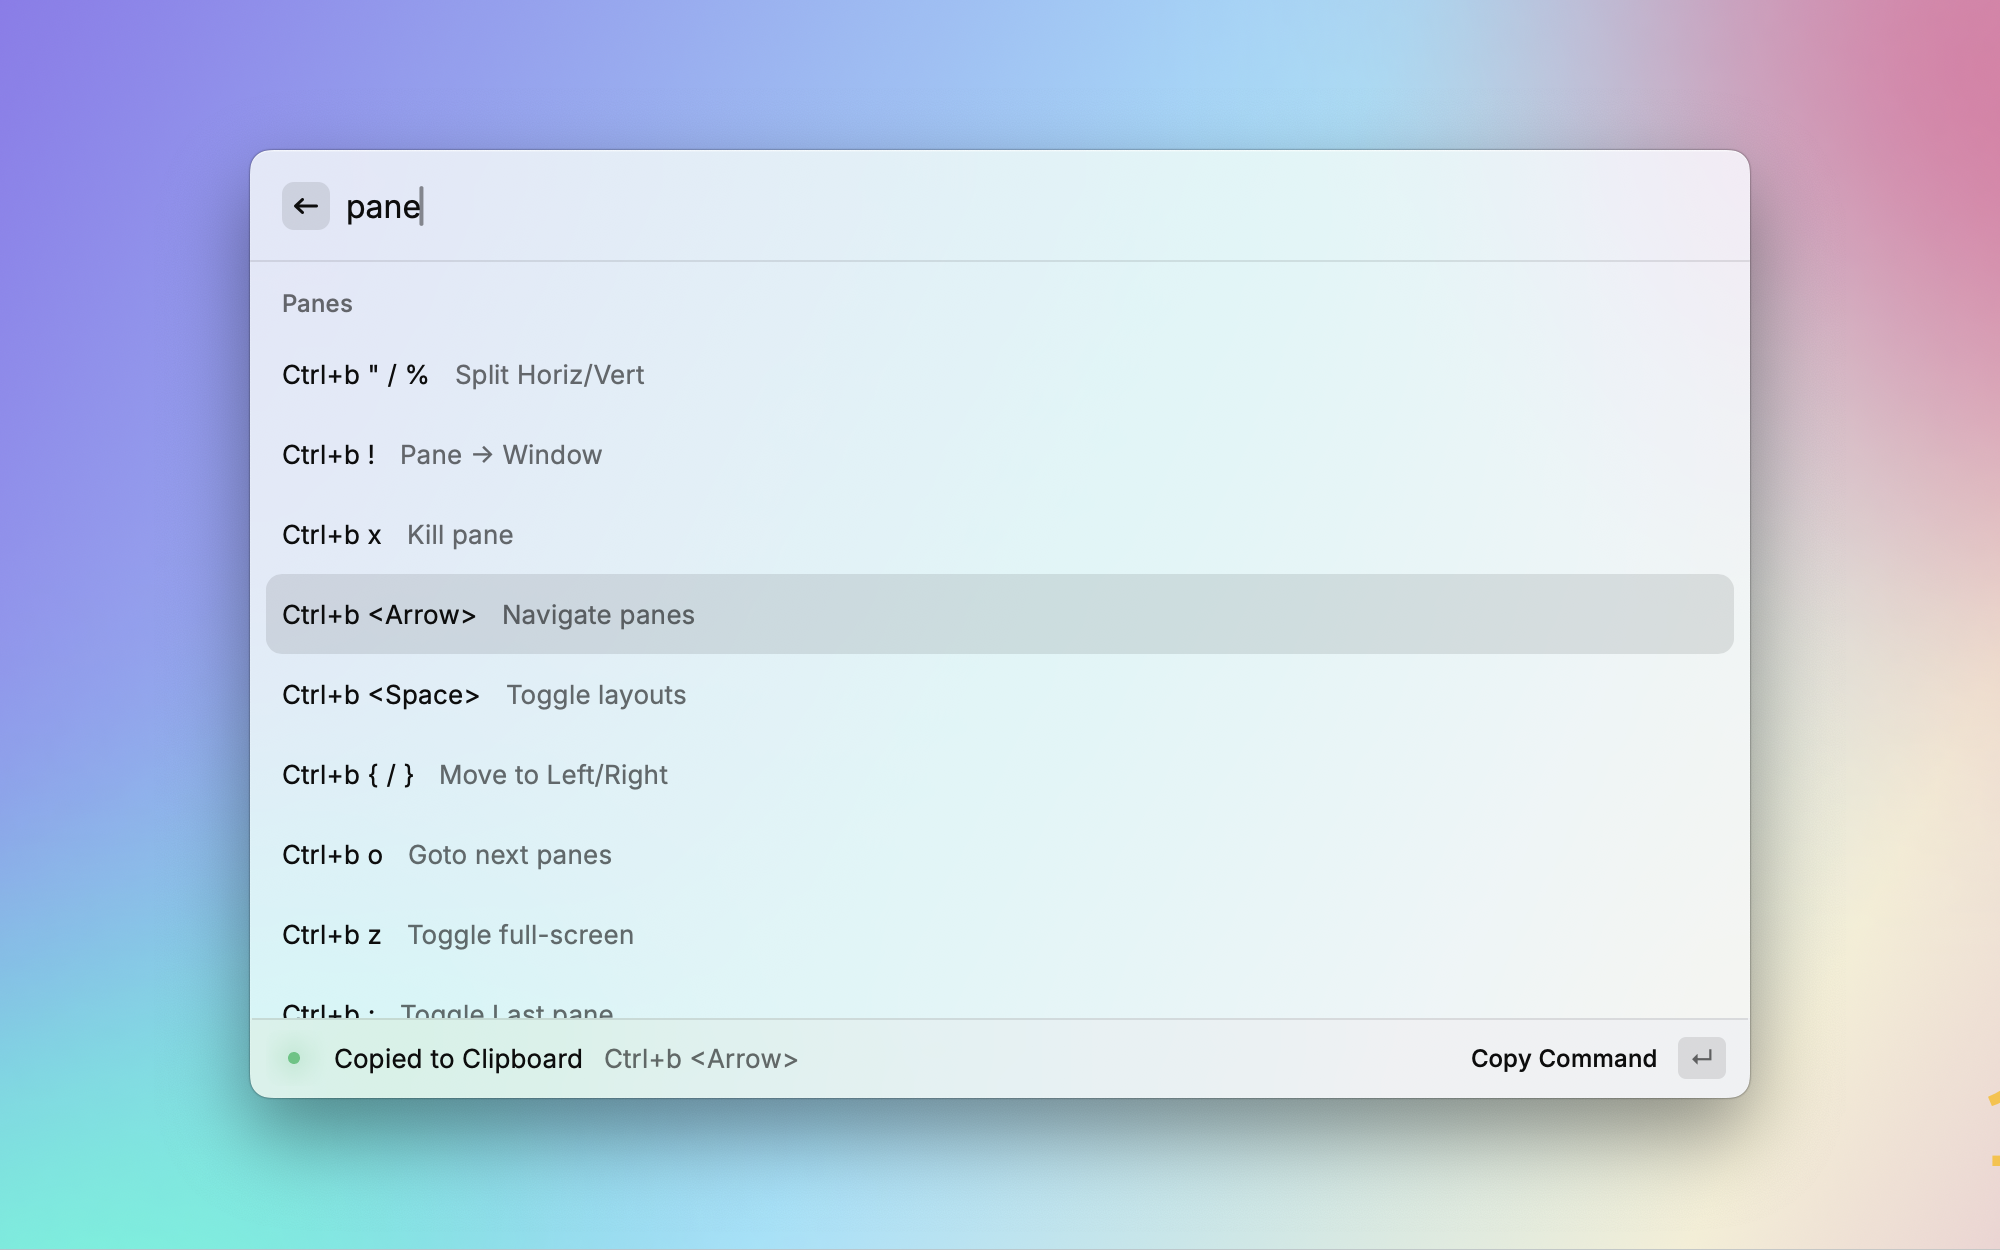 pane
Panes
Ctrl+b " / % Split Horiz/Vert
Ctrl+b ! Pane → Window
Ctrl+b x Kill pane
Ctrl+b <Arrow> Navigate panes
Ctrl+b <Space> Toggle layouts
Ctrl+b { / } Move to Left/Right
Ctrl+b o Goto next panes
Ctrl+b z Toggle full-screen
Ctrl+b Toggle Last pane
Copied to Clipboard Ctrl+b <Arrow> Copy Command ↵